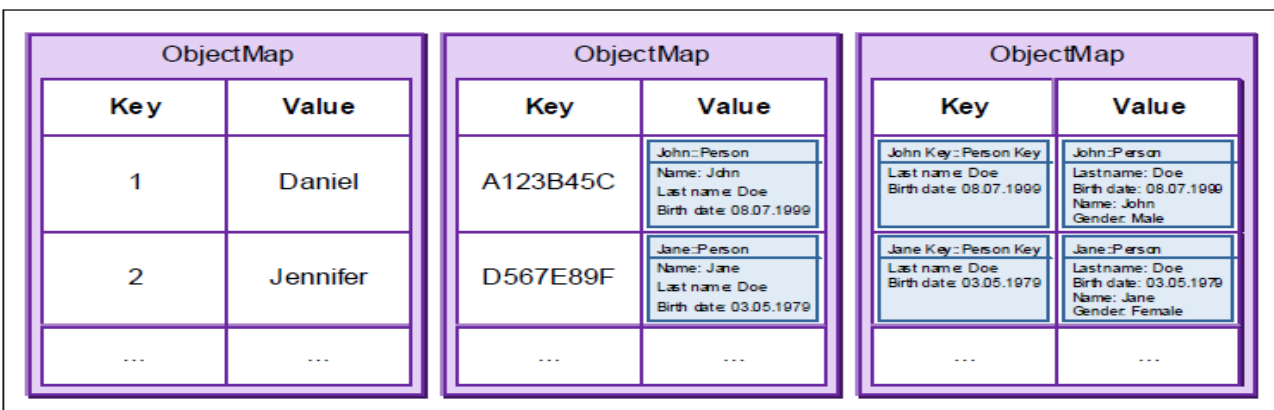 ObjectMap
Key Value
1 Daniel
2 Jennifer
... ...
ObjectMap
Key Value
A123B45C
John::Person
Name: John
Last name: Doe
Birth date: 08.07.1999
D567E89F
Jane::Person
Name: Jane
Last name: Doe
Birth date: 03.05.1979
... ...
ObjectMap
Key Value
John Key::Person Key
Last name: Doe
Birth date: 08.07.1999
John::Person
Lastname: Doe
Birth date: 08.07.1999
Name: John
Gender: Male
Jane Key::Person Key
Last name: Doe
Birth date: 03.05.1979
Jane::Person
Lastname: Doe
Birth date: 03.05.1979
Name: Jane
Gender: Female
... ...